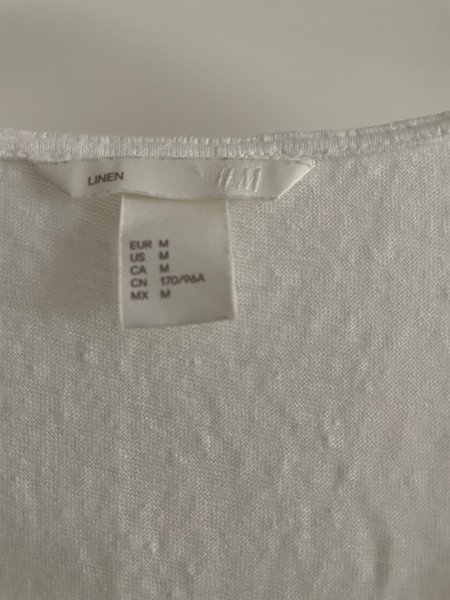 LINEN H&M
EUR M
US M
CA M
CN 170/96A
MX M